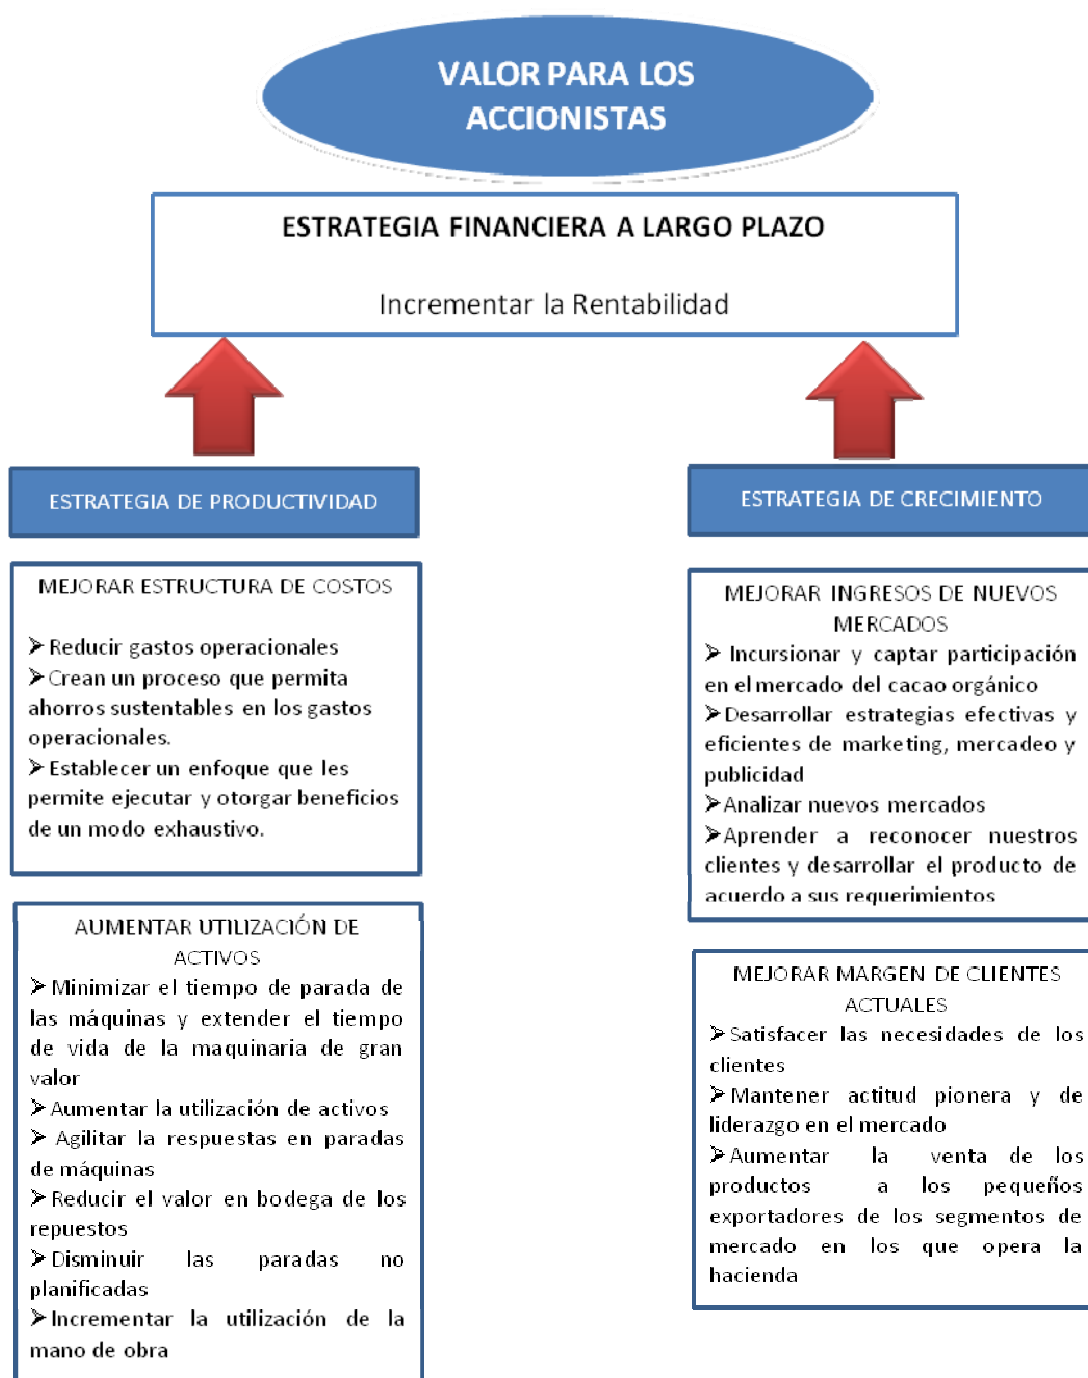 VALOR PARA LOS
ACCIONISTAS
ESTRATEGIA FINANCIERA A LARGO PLAZO
Incrementar la Rentabilidad
ESTRATEGIA DE PRODUCTIVIDAD
MEJORAR ESTRUCTURA DE COSTOS
➢ Reducir gastos operacionales
➢ Crean un proceso que permita
ahorros sustentables en los gastos
operacionales.
➢ Establecer un enfoque que les
permite ejecutar y otorgar beneficios
de un modo exhaustivo.
AUMENTAR UTILIZACIÓN DE
ACTIVOS
➢ Minimizar el tiempo de parada de
las máquinas y extender el tiempo
de vida de la maquinaria de gran
valor
➢ Aumentar la utilización de activos
➢ Agilitar la respuestas en paradas
de máquinas
➢ Reducir el valor en bodega de los
repuestos
➢ Disminuir las paradas no
planificadas
➢ Incrementar la utilización de la
mano de obra
ESTRATEGIA DE CRECIMIENTO
MEJORAR INGRESOS DE NUEVOS
MERCADOS
➢ Incursionar y captar participación
en el mercado del cacao orgánico
➢ Desarrollar estrategias efectivas y
eficientes de marketing, mercadeo y
publicidad
➢ Analizar nuevos mercados
➢ Aprender a reconocer nuestros
clientes y desarrollar el producto de
acuerdo a sus requerimientos
MEJORAR MARGEN DE CLIENTES
ACTUALES
➢ Satisfacer las necesidades de los
clientes
➢ Mantener actitud pionera y de
liderazgo en el mercado
➢ Aumentar la venta de los
productos a los pequeños
exportadores de los segmentos de
mercado en los que opera la
hacienda